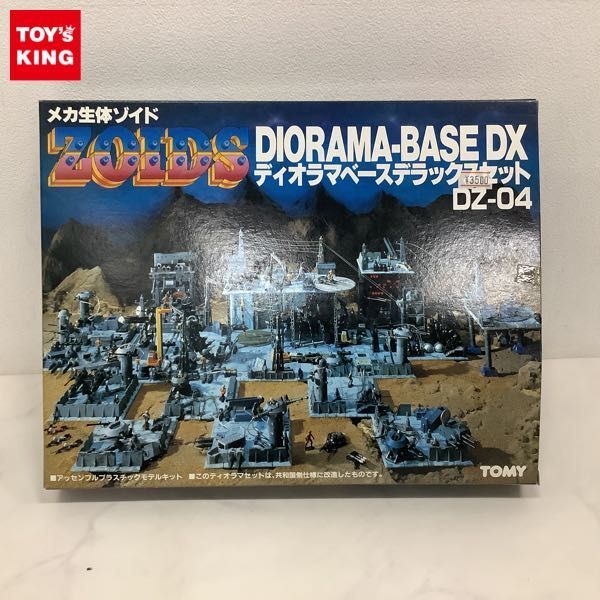 TOY's
KING
メカ生体ゾイド
ZOIDS
DIORAMA-BASE DX
ディオラマベースデラックスセット
¥3500
DZ-04
■アッセンブルプラスチックモデルキット ■このディオラマセットは、共和国側仕様に改造したものです。
TOMY